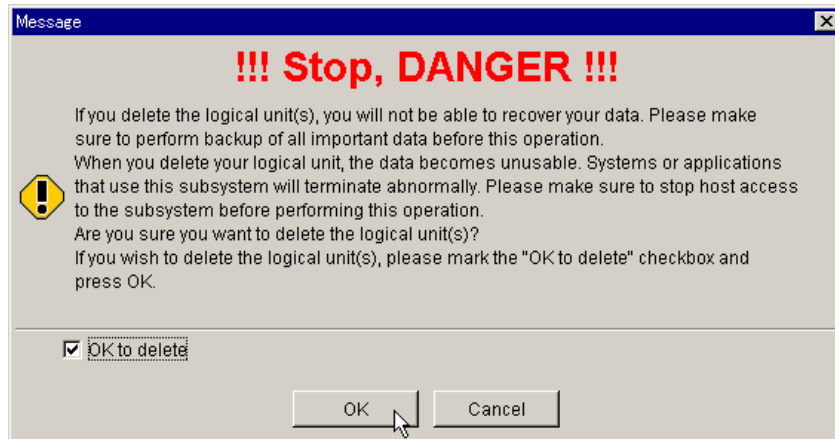 Message
!!! Stop, DANGER !!!
If you delete the logical unit(s), you will not be able to recover your data. Please make
sure to perform backup of all important data before this operation.
When you delete your logical unit, the data becomes unusable. Systems or applications
that use this subsystem will terminate abnormally. Please make sure to stop host access
to the subsystem before performing this operation.
Are you sure you want to delete the logical unit(s)?
If you wish to delete the logical unit(s), please mark the "OK to delete" checkbox and
press OK.
OK to delete
OK Cancel